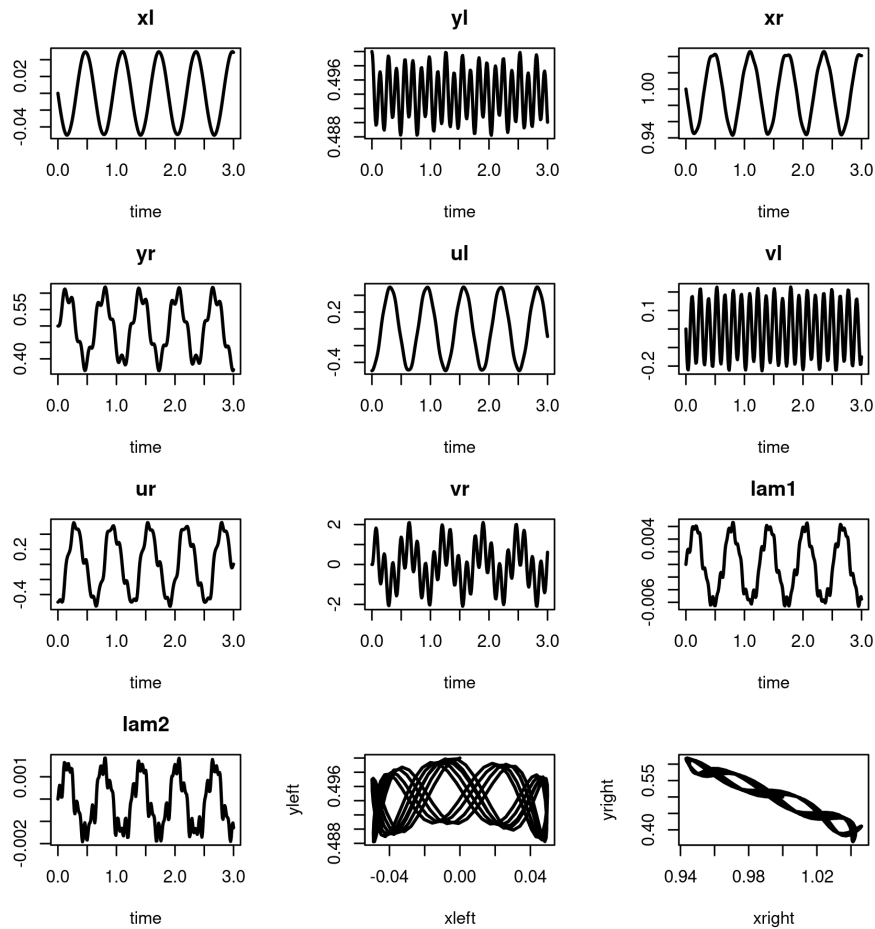 xl yl xr
0.02 0.496 1.00
-0.04 0.488 0.94
0.0 1.0 2.0 3.0 0.0 1.0 2.0 3.0 0.0 1.0 2.0 3.0
time time time
yr ul vl
0.55 0.2 0.1
0.40 -0.4 -0.2
0.0 1.0 2.0 3.0 0.0 1.0 2.0 3.0 0.0 1.0 2.0 3.0
time time time
ur vr lam1
0.2 2 0.004
0
-0.4 -2 -0.006
0.0 1.0 2.0 3.0 0.0 1.0 2.0 3.0 0.0 1.0 2.0 3.0
time time time
lam2
0.001 yleft 0.496 yright 0.55
-0.002 0.488 0.40
0.0 1.0 2.0 3.0 -0.04 0.00 0.04 0.94 0.98 1.02
time xleft xright